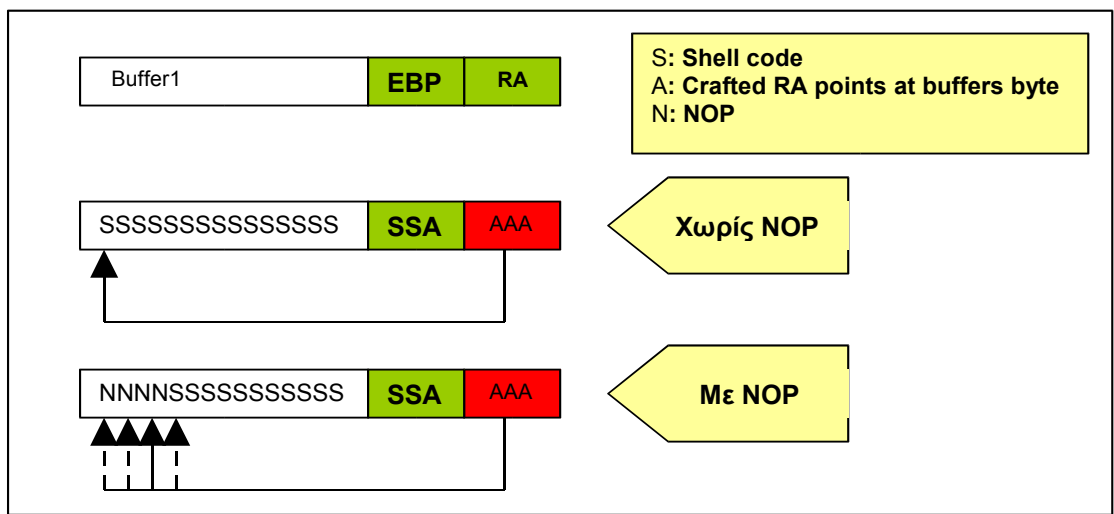 Buffer1 EBP RA
S: Shell code
A: Crafted RA points at buffers byte
N: NOP
SSSSSSSSSSSSSSS SSA AAA
Χωρίς NOP
NNNNSSSSSSSSSSS SSA AAA
Με NOP